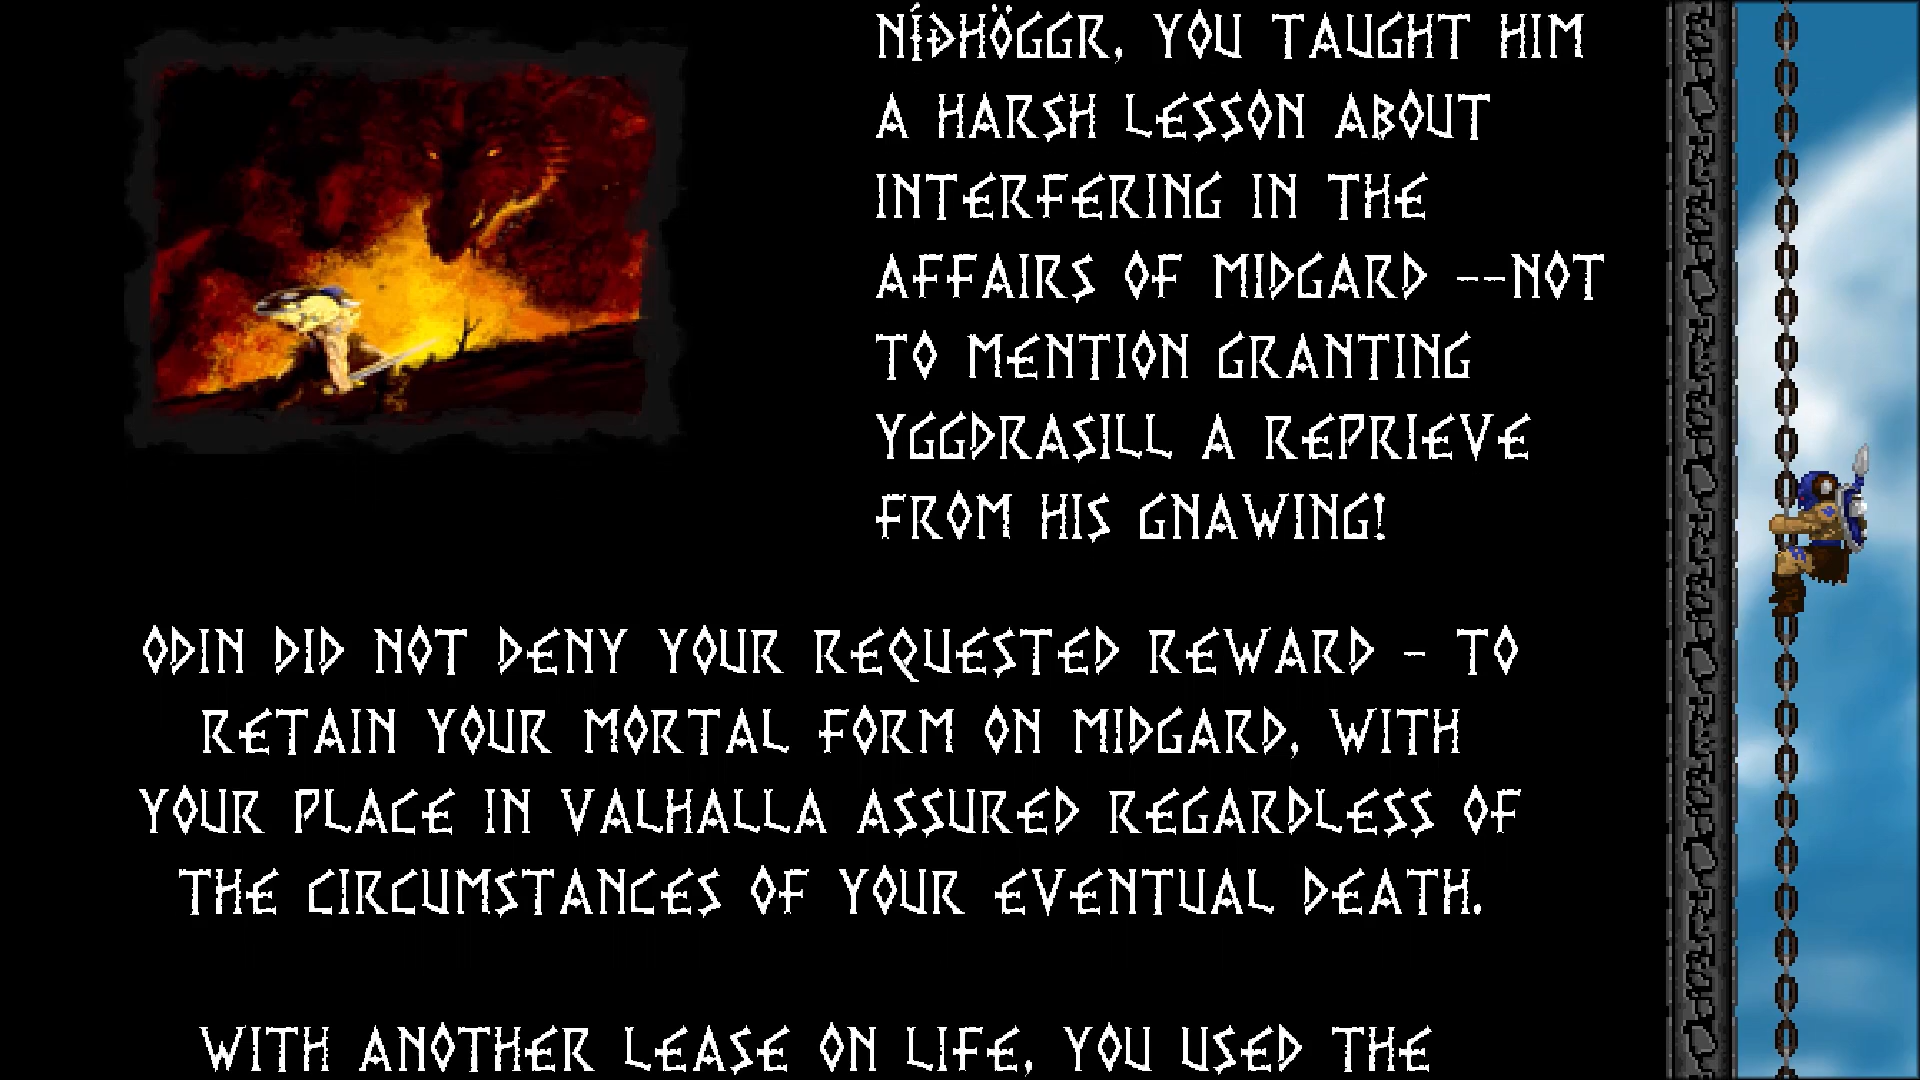 NÍÐHÖGGR, YOU TAUGHT HIM
A HARSH LESSON ABOUT
INTERFERING IN THE
AFFAIRS OF MIDGARD --NOT
TO MENTION GRANTING
YGGDRASILL A REPRIEVE
FROM HIS GNAWING!
ODIN DID NOT DENY YOUR REQUESTED REWARD - TO
RETAIN YOUR MORTAL FORM ON MIDGARD, WITH
YOUR PLACE IN VALHALLA ASSURED REGARDLESS OF
THE CIRCUMSTANCES OF YOUR EVENTUAL DEATH.
WITH ANOTHER LEASE ON LIFE, YOU USED THE